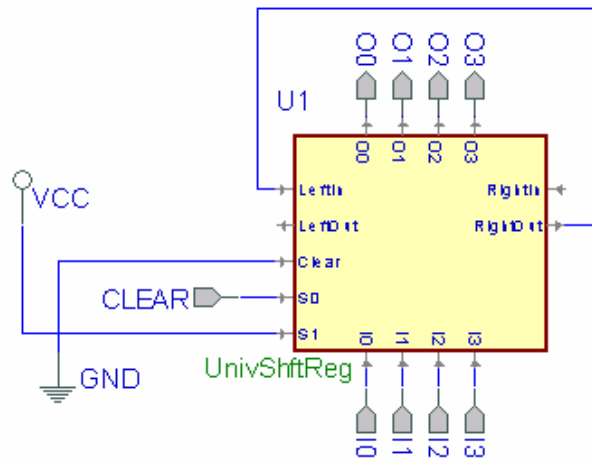 O0 O1 O2 O3
U1
O0 O1 O2 O3
LeftIn RightIn
VCC
LeftOut RightOut
Clear
CLEAR S0
S1
I0 I1 I2 I3
UnivShftReg
GND
I0 I1 I2 I3